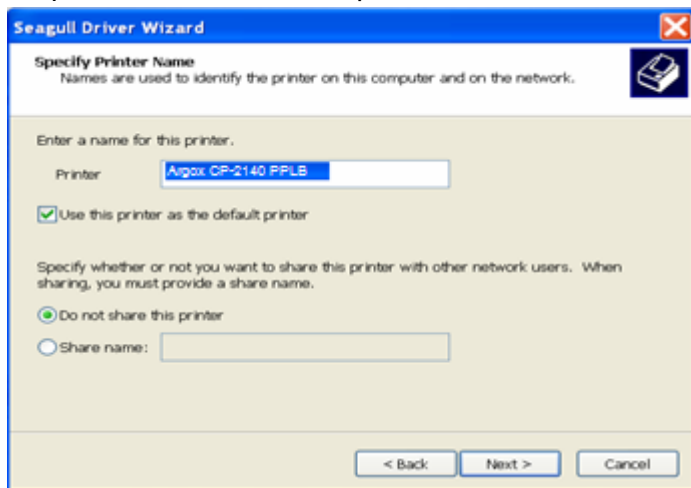 Seagull Driver Wizard
Specify Printer Name
Names are used to identify the printer on this computer and on the network.
Enter a name for this printer.
Printer Argox CP-2140 PPLB
Use this printer as the default printer
Specify whether or not you want to share this printer with other network users. When
sharing, you must provide a share name.
Do not share this printer
Share name:
< Back Next > Cancel